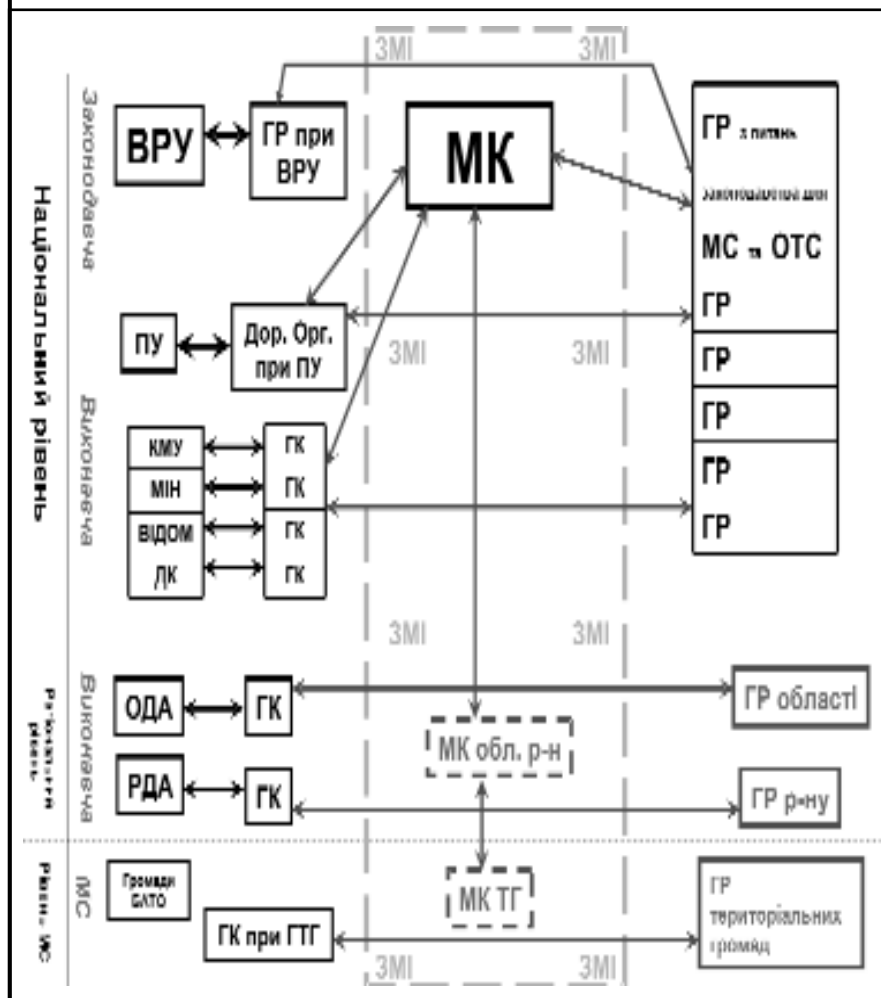 ЗМІ ЗМІ
Національний рівень
Законодавча
ВРУ
ГР при
ВРУ
МК
ГР з питань
МС та ОТС
ГР
ГР
ГР
ГР
ГР
ПУ
Дор. Орг.
при ПУ
ЗМІ ЗМІ
Виконавча
КМУ ГК
МІН ГК
ВІДОМ ГК
ДК ГК
ЗМІ ЗМІ
Виконавча
ОДА ГК
РДА ГК
МК обл. р-н
ГР області
ГР р-ну
МС
Громади
МК ТГ
ГК при ГТГ
ГР
територіальних
громад
ЗМІ ЗМІ